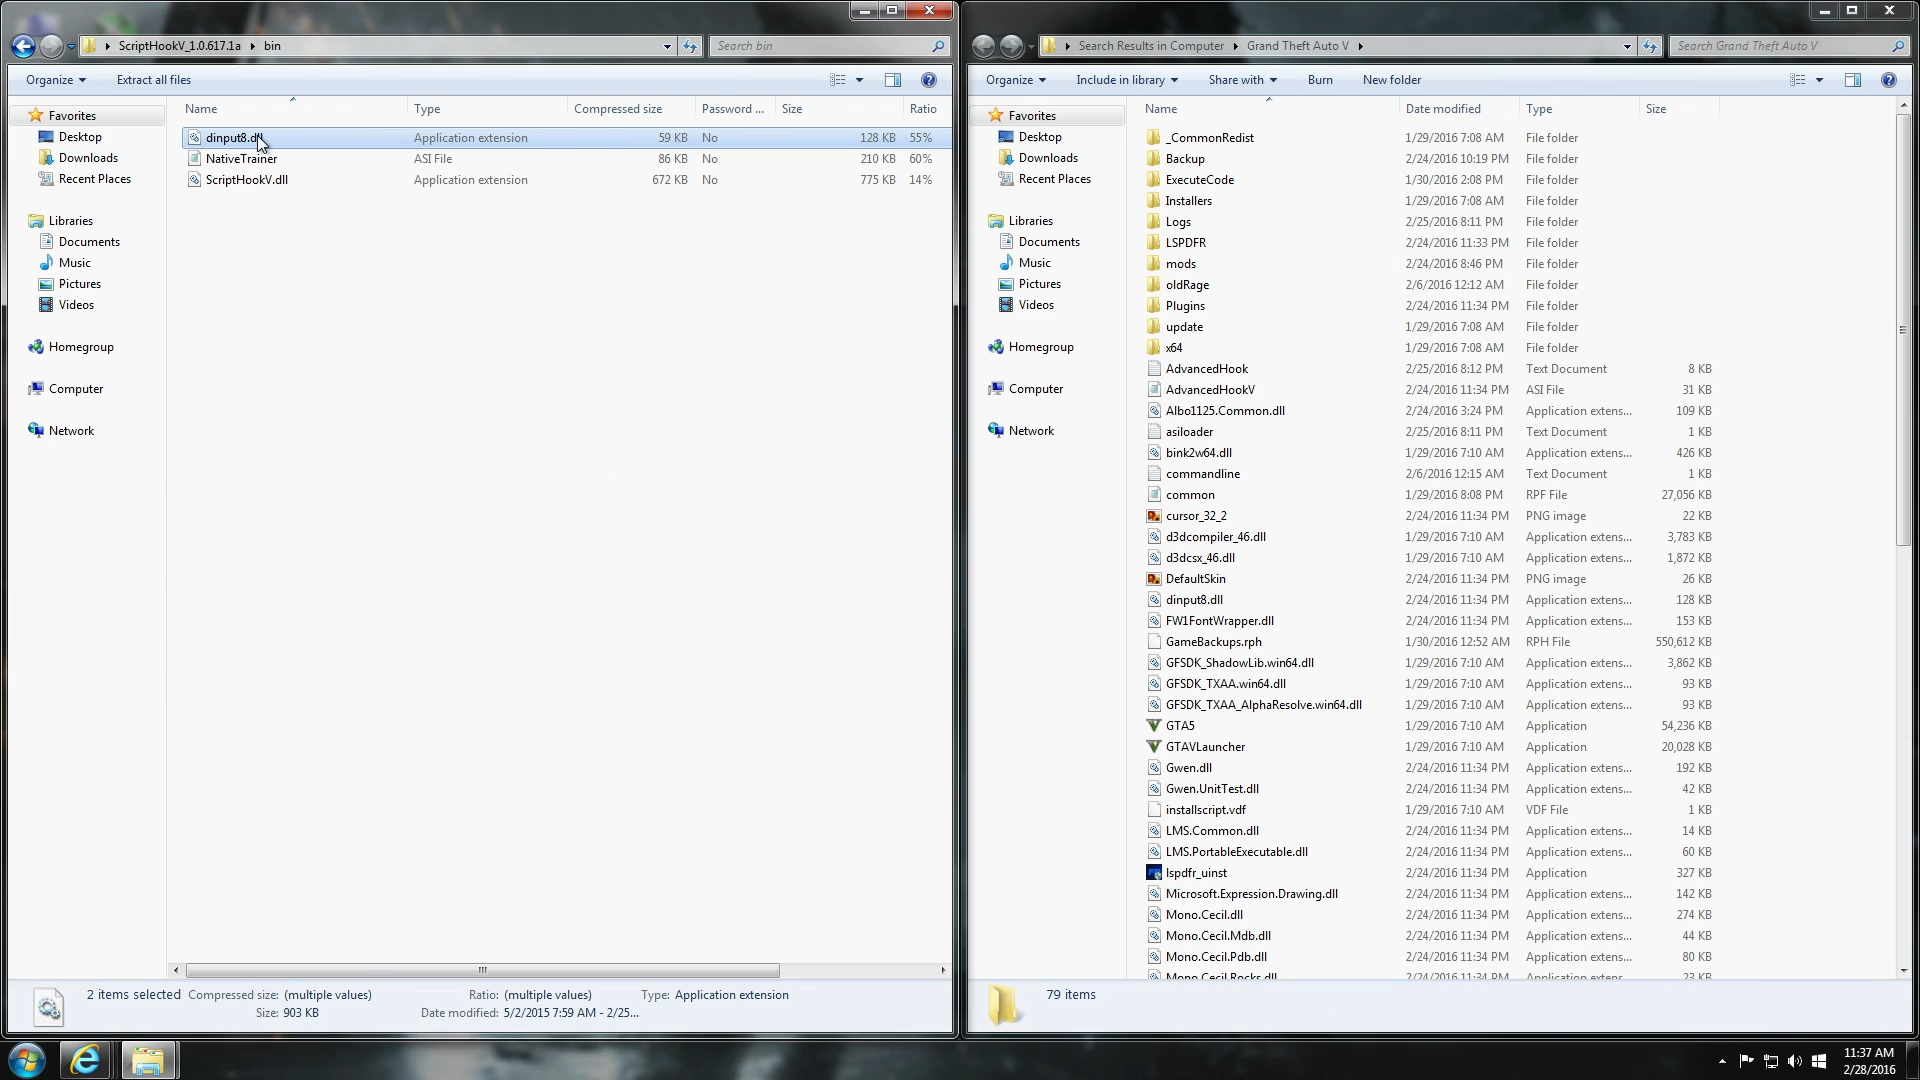 ScriptHookV_1.0.617.1a
bin
Search bin
Organize
Extract all files
Favorites
Desktop
Downloads
Recent Places
Libraries
Documents
Music
Pictures
Videos
Homegroup
Computer
Network
Name Type Compressed size Password ... Size Ratio
dinput8.dll Application extension 59 KB No 128 KB 55%
NativeTrainer ASI File 86 KB No 210 KB 60%
ScriptHookV.dll Application extension 672 KB No 775 KB 14%
2 items selected Compressed size: (multiple values) Ratio: (multiple values) Type: Application extension
Size: 903 KB Date modified: 5/2/2015 7:59 AM - 2/25...
Search Results in Computer
Grand Theft Auto V
Search Grand Theft Auto V
Organize
Include in library
Share with
Burn
New folder
Favorites
Desktop
Downloads
Recent Places
Libraries
Documents
Music
Pictures
Videos
Homegroup
Computer
Network
Name Date modified Type Size
_CommonRedist 1/29/2016 7:08 AM File folder
Backup 2/24/2016 10:19 PM File folder
ExecuteCode 1/30/2016 2:08 PM File folder
Installers 1/29/2016 7:08 AM File folder
Logs 2/25/2016 8:11 PM File folder
LSPDFR 2/24/2016 11:33 PM File folder
mods 2/24/2016 8:46 PM File folder
oldRage 2/6/2016 12:12 AM File folder
Plugins 2/24/2016 11:34 PM File folder
update 1/29/2016 7:08 AM File folder
x64 1/29/2016 7:08 AM File folder
AdvancedHook 2/25/2016 8:12 PM Text Document 8 KB
AdvancedHookV 2/24/2016 11:34 PM ASI File 31 KB
Albo1125.Common.dll 2/24/2016 3:24 PM Application extens... 109 KB
asiloader 2/25/2016 8:11 PM Text Document 1 KB
bink2w64.dll 1/29/2016 7:10 AM Application extens... 426 KB
commandline 2/6/2016 12:15 AM Text Document 1 KB
common 1/29/2016 8:08 PM RPF File 27,056 KB
cursor_32_2 2/24/2016 11:34 PM PNG image 22 KB
d3dcompiler_46.dll 1/29/2016 7:10 AM Application extens... 3,783 KB
d3dcsx_46.dll 1/29/2016 7:10 AM Application extens... 1,872 KB
DefaultSkin 2/24/2016 11:34 PM PNG image 26 KB
dinput8.dll 2/24/2016 11:34 PM Application extens... 128 KB
FW1FontWrapper.dll 2/24/2016 11:34 PM Application extens... 153 KB
GameBackups.rph 1/30/2016 12:52 AM RPH File 550,612 KB
GFSDK_ShadowLib.win64.dll 1/29/2016 7:10 AM Application extens... 3,862 KB
GFSDK_TXAA.win64.dll 1/29/2016 7:10 AM Application extens... 93 KB
GFSDK_TXAA_AlphaResolve.win64.dll 1/29/2016 7:10 AM Application extens... 93 KB
GTA5 1/29/2016 7:10 AM Application 54,236 KB
GTAVLauncher 1/29/2016 7:10 AM Application 20,028 KB
Gwen.dll 2/24/2016 11:34 PM Application extens... 192 KB
Gwen.UnitTest.dll 2/24/2016 11:34 PM Application extens... 42 KB
installscript.vdf 1/29/2016 7:10 AM VDF File 1 KB
LMS.Common.dll 2/24/2016 11:34 PM Application extens... 14 KB
LMS.PortableExecutable.dll 2/24/2016 11:34 PM Application extens... 60 KB
lspdfr_uinst 2/24/2016 11:34 PM Application 327 KB
Microsoft.Expression.Drawing.dll 2/24/2016 11:34 PM Application extens... 142 KB
Mono.Cecil.dll 2/24/2016 11:34 PM Application extens... 274 KB
Mono.Cecil.Mdb.dll 2/24/2016 11:34 PM Application extens... 44 KB
Mono.Cecil.Pdb.dll 2/24/2016 11:34 PM Application extens... 80 KB
Mono.Cecil.Rocks.dll 2/24/2016 11:34 PM Application extens... 23 KB
79 items
11:37 AM
2/28/2016